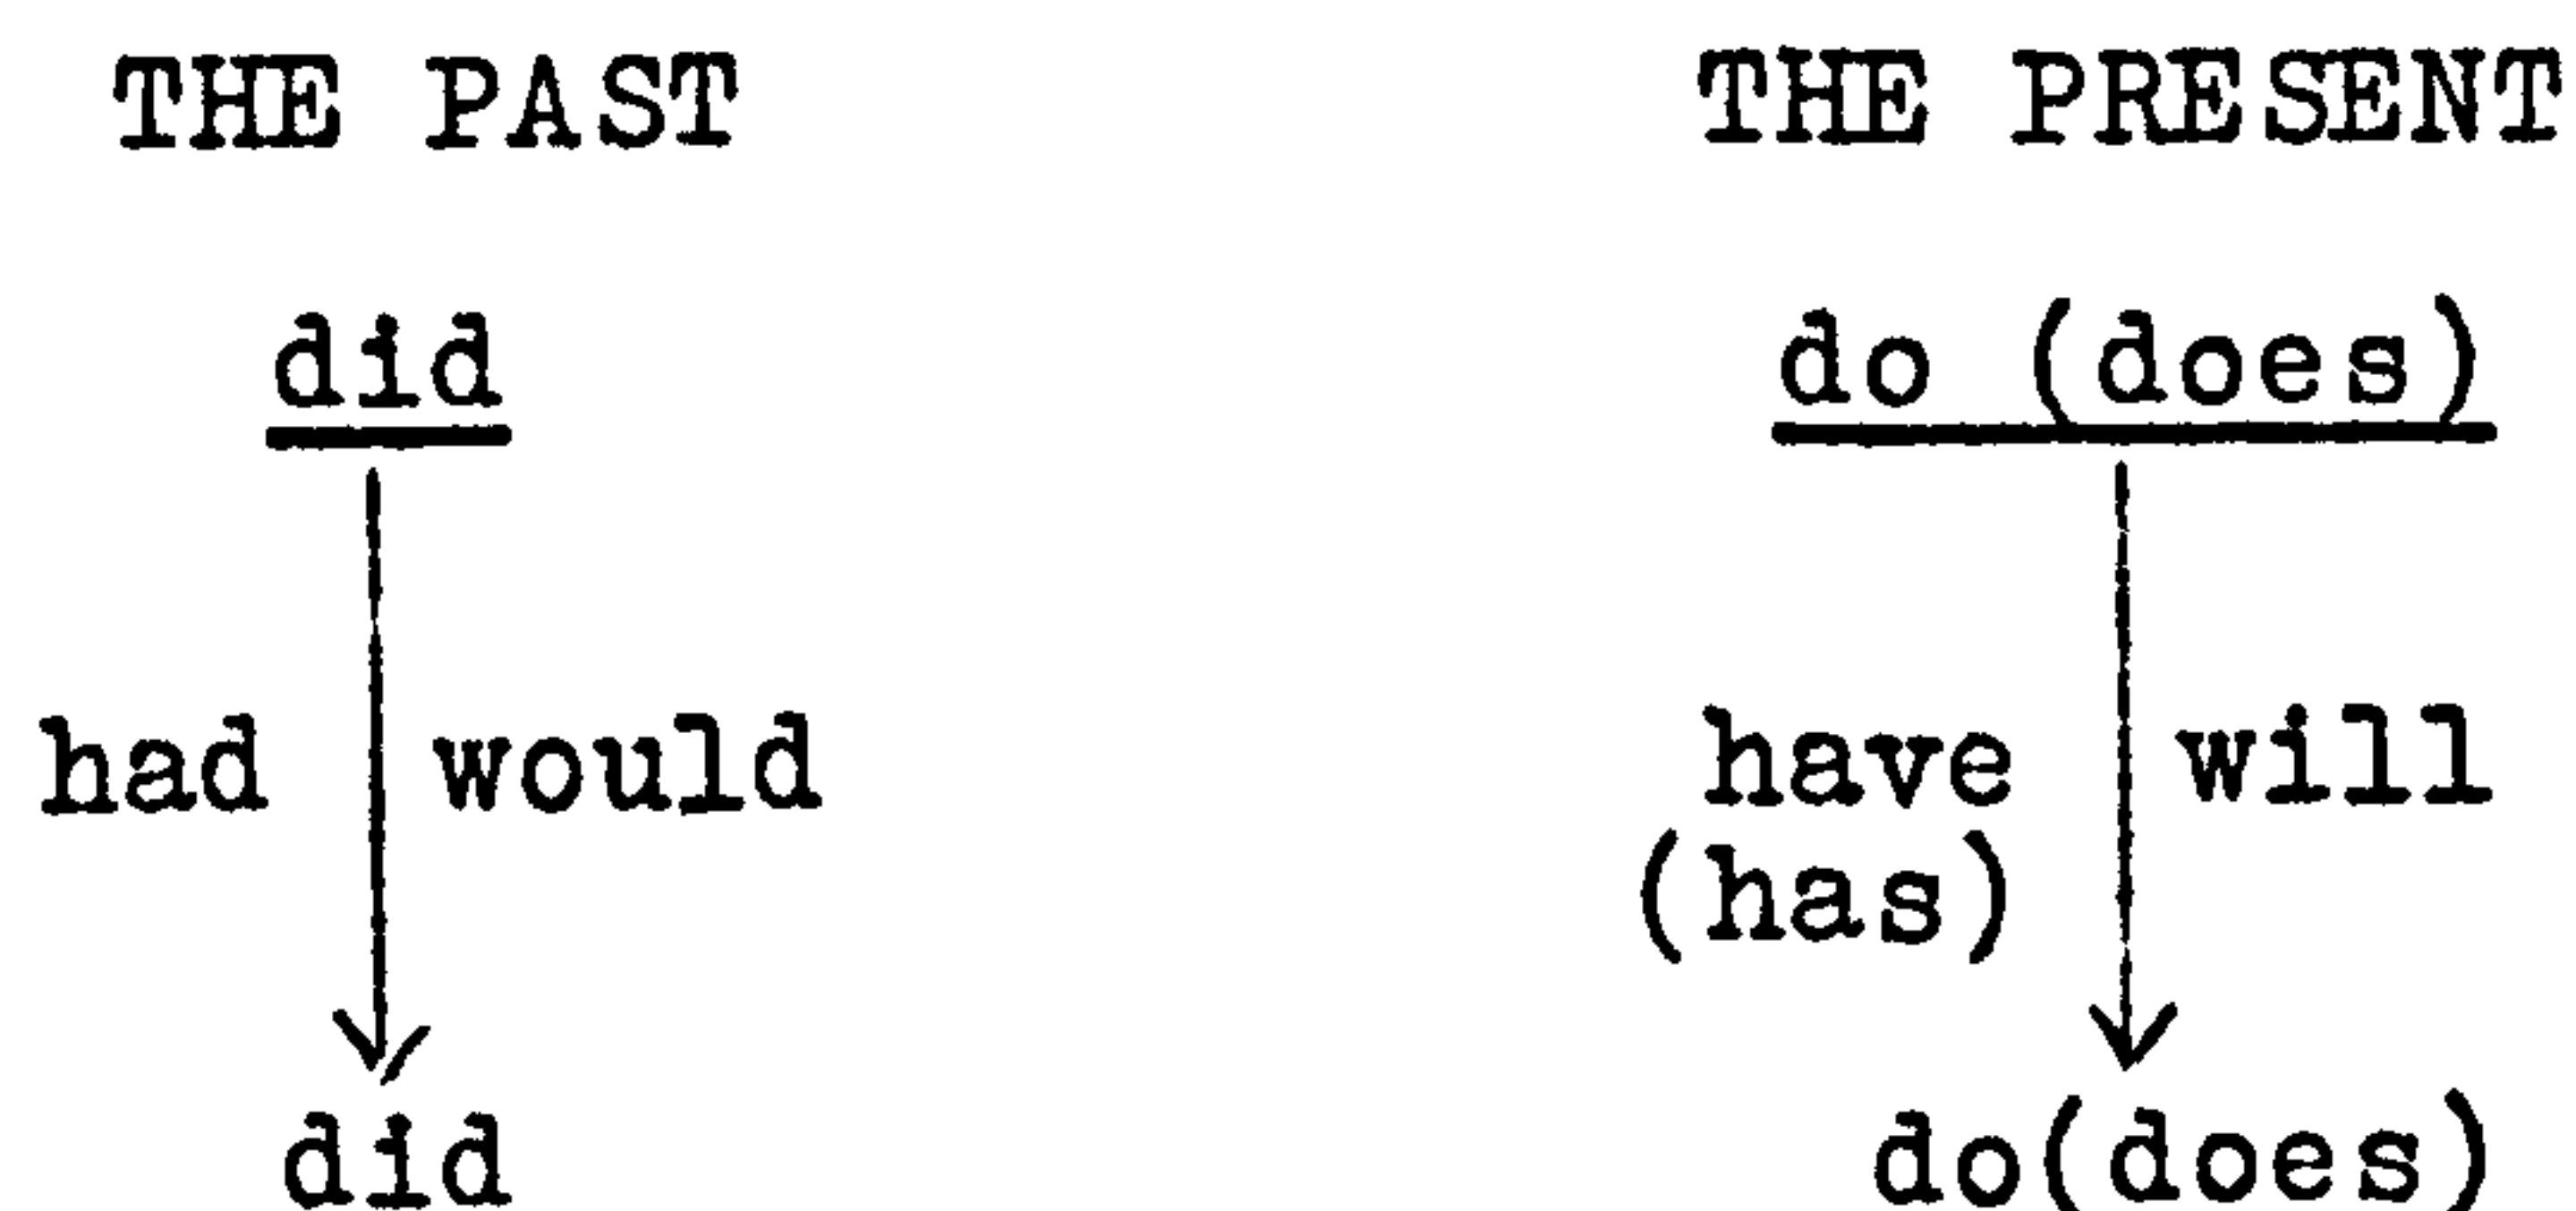 THE PAST THE PRESENT
did do (does)
had would have will
(has)
did do(does)